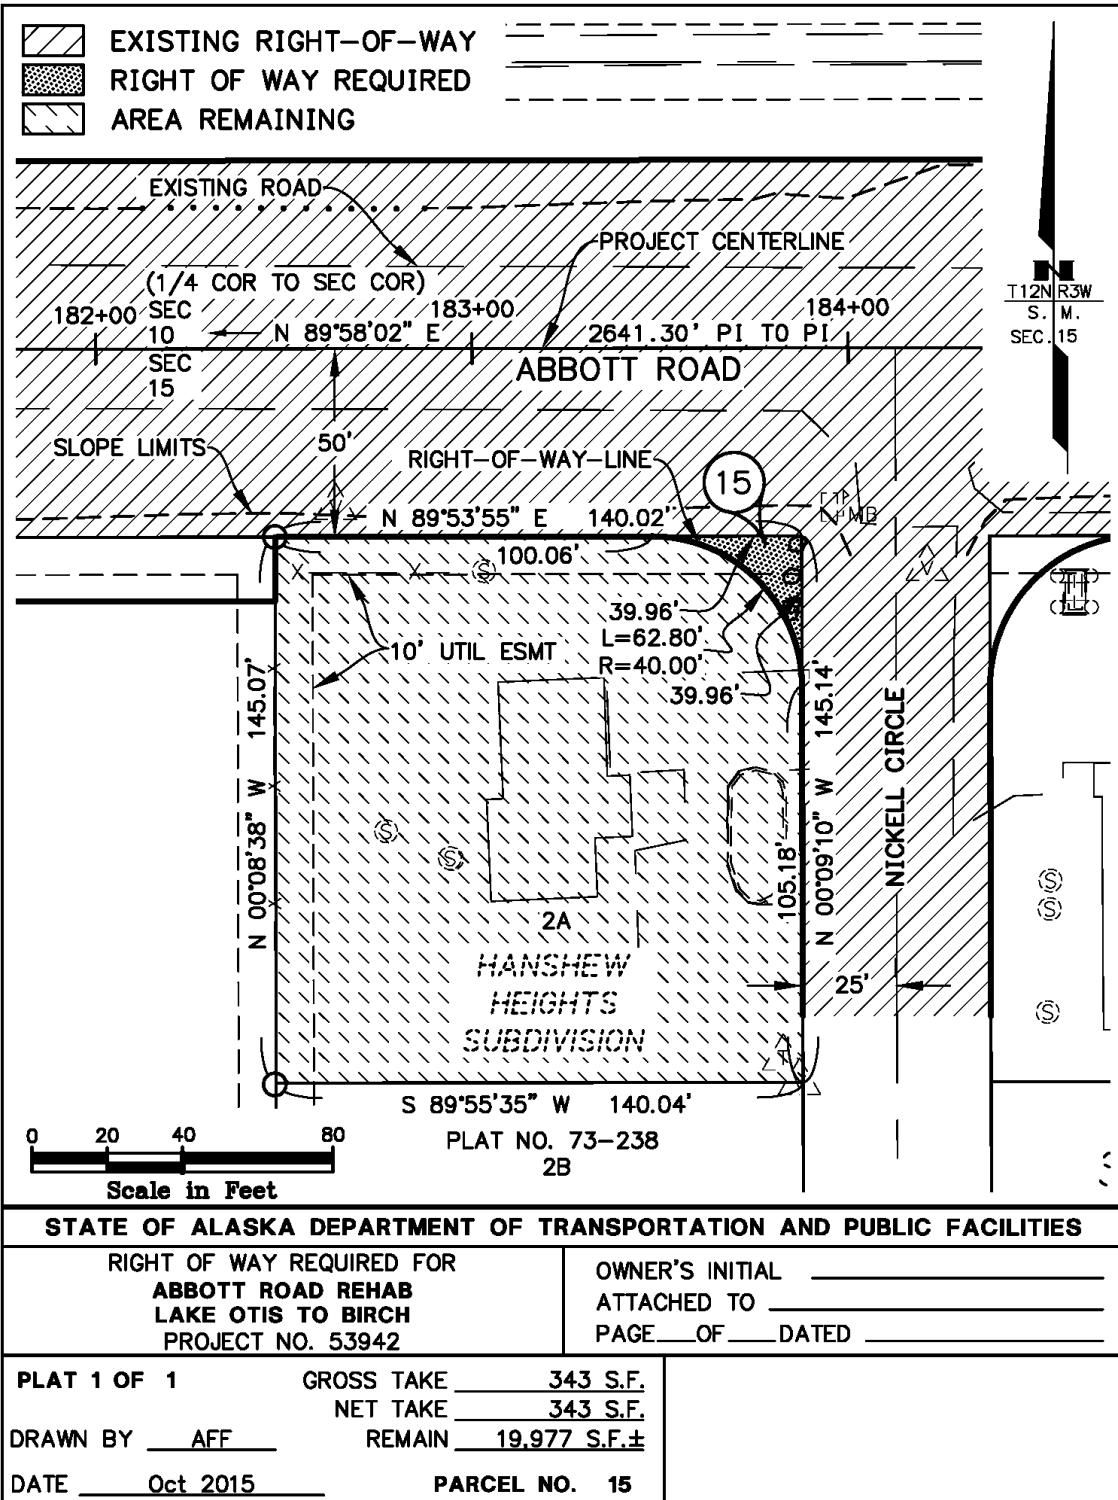 EXISTING RIGHT-OF-WAY
RIGHT OF WAY REQUIRED
AREA REMAINING
EXISTING ROAD
PROJECT CENTERLINE
(1/4 COR TO SEC COR)
182+00
SEC
10
183+00
184+00
N 89°58'02" E
2641.30' PI TO PI
T12N R3W
S. M.
SEC. 15
N
SEC
15
ABBOTT ROAD
SLOPE LIMITS
50'
RIGHT-OF-WAY-LINE
15
N 89°53'55" E 140.02'
MB
100.06'
39.96'
L=62.80'
R=40.00'
39.96'
10' UTIL ESMT
N 00°08'38" W 145.07'
N 00°09'10" W 145.14'
105.18'
NICKELL CIRCLE
25'
S
S
S
S
S
S
2A
HANSHEW
HEIGHTS
SUBDIVISION
S 89°55'35" W 140.04'
PLAT NO. 73-238
2B
0 20 40 80
Scale in Feet
STATE OF ALASKA DEPARTMENT OF TRANSPORTATION AND PUBLIC FACILITIES
RIGHT OF WAY REQUIRED FOR
ABBOTT ROAD REHAB
LAKE OTIS TO BIRCH
PROJECT NO. 53942
OWNER'S INITIAL
ATTACHED TO
PAGE OF DATED
PLAT 1 OF 1
GROSS TAKE 343 S.F.
NET TAKE 343 S.F.
DRAWN BY AFF
REMAIN 19,977 S.F.±
DATE Oct 2015
PARCEL NO. 15